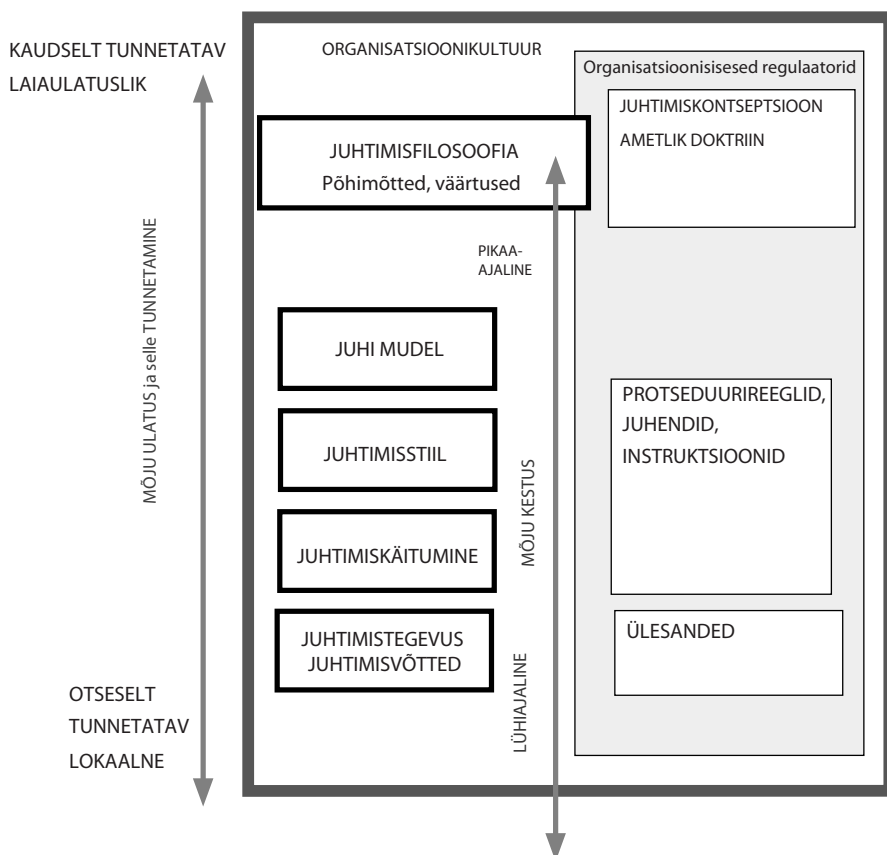 KAUDSELT TUNNETATAV
LAIAULATUSLIK
MÕJU ULATUS ja selle TUNNETAMINE
OTSESELT
TUNNETATAV
LOKAALNE
ORGANISATSIOONIKULTUUR
JUHTIMISFILOSOOFIA
Põhimõtted, väärtused
PIKAA-
AJALINE
JUHI MUDEL
JUHTIMISSTIIL
JUHTIMISKÄITUMINE
JUHTIMISTEGEVUS
JUHTIMISVÕTTED
MÕJU KESTUS
LÜHIAJALINE
Organisatsioonisisesed regulaatorid
JUHTIMISKONTSEPTSIOON
AMETLIK DOKTRIIN
PROTSEDUURIREEGLID,
JUHENDID,
INSTRUKTSIOONID
ÜLESANDED